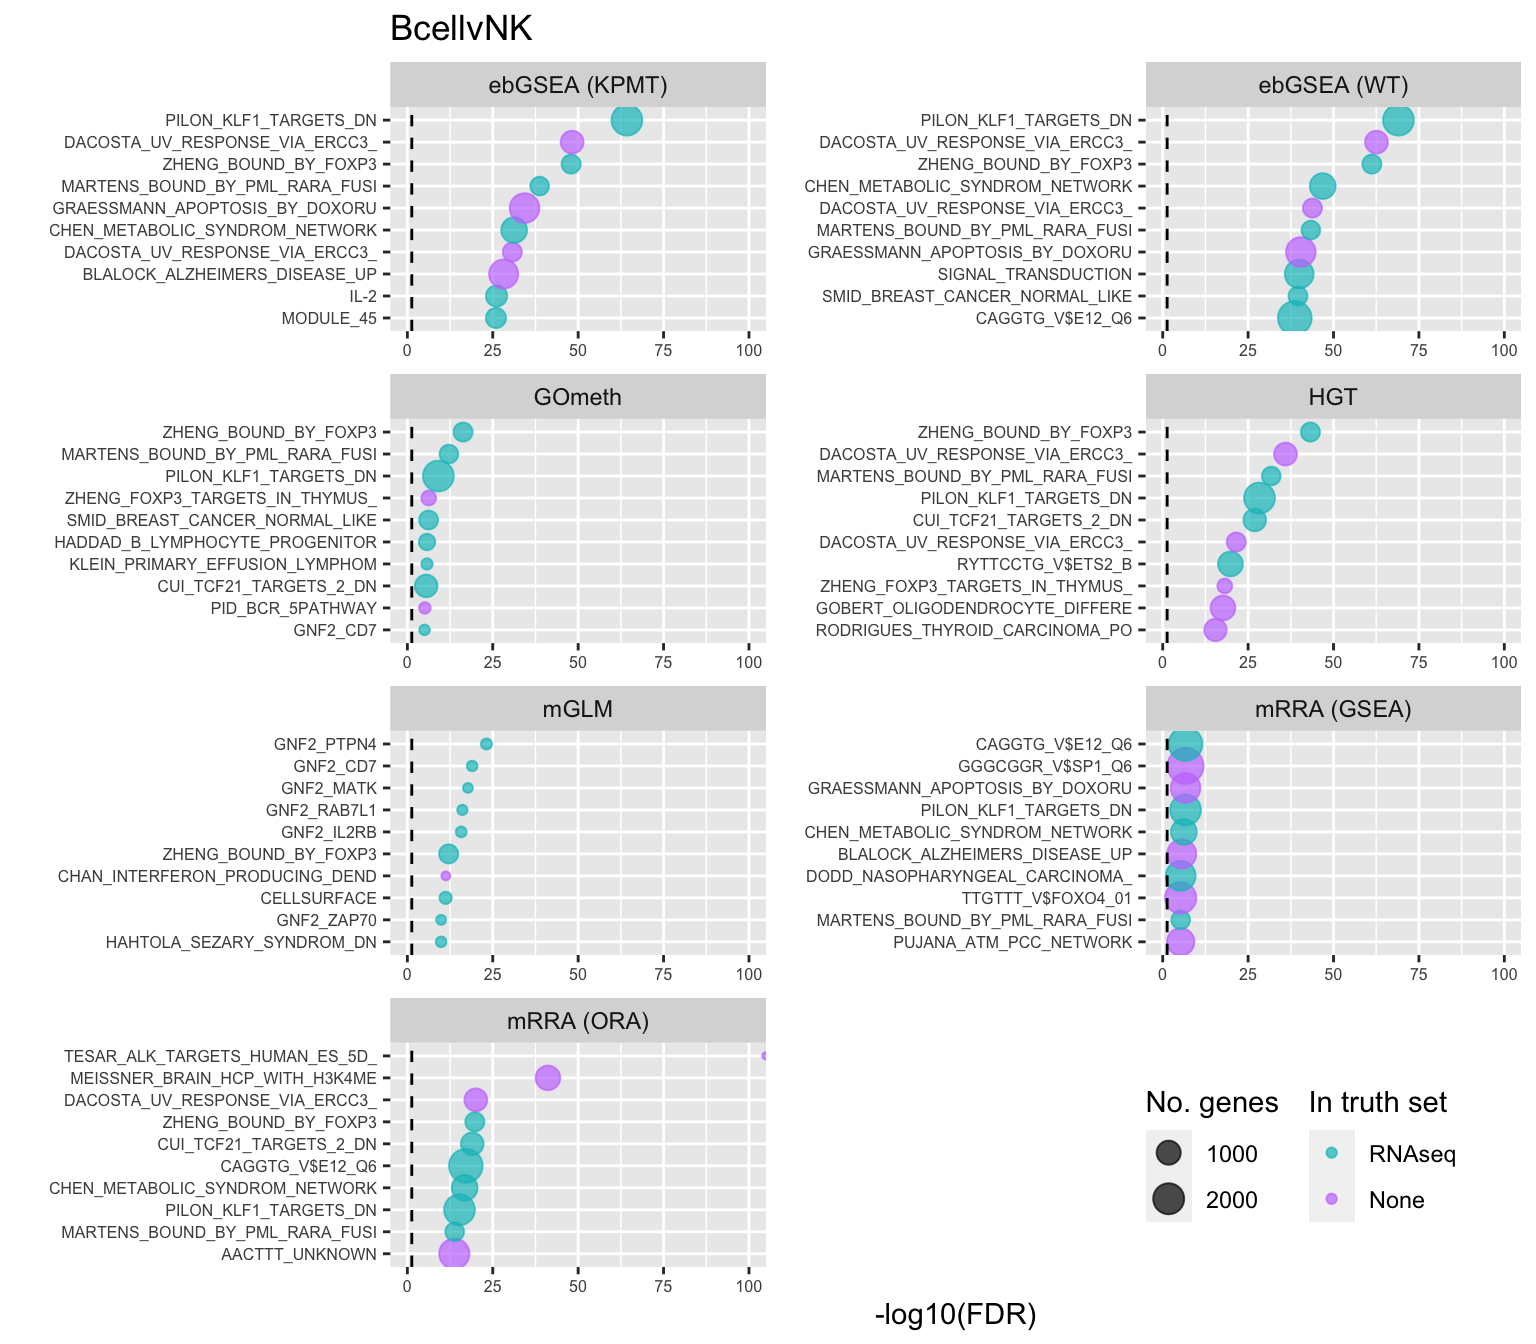 BcellvNK
ebGSEA (KPMT)
PILON_KLF1_TARGETS_DN
DACOSTA_UV_RESPONSE_VIA_ERCC3_
ZHENG_BOUND_BY_FOXP3
MARTENS_BOUND_BY_PML_RARA_FUSI
GRAESSMANN_APOPTOSIS_BY_DOXORU
CHEN_METABOLIC_SYNDROM_NETWORK
DACOSTA_UV_RESPONSE_VIA_ERCC3_
BLALOCK_ALZHEIMERS_DISEASE_UP
IL-2
MODULE_45
0 25 50 75 100
ebGSEA (WT)
PILON_KLF1_TARGETS_DN
DACOSTA_UV_RESPONSE_VIA_ERCC3_
ZHENG_BOUND_BY_FOXP3
CHEN_METABOLIC_SYNDROM_NETWORK
DACOSTA_UV_RESPONSE_VIA_ERCC3_
MARTENS_BOUND_BY_PML_RARA_FUSI
GRAESSMANN_APOPTOSIS_BY_DOXORU
SIGNAL_TRANSDUCTION
SMID_BREAST_CANCER_NORMAL_LIKE
CAGGTG_V$E12_Q6
0 25 50 75 100
GOmeth
ZHENG_BOUND_BY_FOXP3
MARTENS_BOUND_BY_PML_RARA_FUSI
PILON_KLF1_TARGETS_DN
ZHENG_FOXP3_TARGETS_IN_THYMUS_
SMID_BREAST_CANCER_NORMAL_LIKE
HADDAD_B_LYMPHOCYTE_PROGENITOR
KLEIN_PRIMARY_EFFUSION_LYMPHOM
CUI_TCF21_TARGETS_2_DN
PID_BCR_5PATHWAY
GNF2_CD7
0 25 50 75 100
HGT
ZHENG_BOUND_BY_FOXP3
DACOSTA_UV_RESPONSE_VIA_ERCC3_
MARTENS_BOUND_BY_PML_RARA_FUSI
PILON_KLF1_TARGETS_DN
CUI_TCF21_TARGETS_2_DN
DACOSTA_UV_RESPONSE_VIA_ERCC3_
RYTTCCTG_V$ETS2_B
ZHENG_FOXP3_TARGETS_IN_THYMUS_
GOBERT_OLIGODENDROCYTE_DIFFERE
RODRIGUES_THYROID_CARCINOMA_PO
0 25 50 75 100
mGLM
GNF2_PTPN4
GNF2_CD7
GNF2_MATK
GNF2_RAB7L1
GNF2_IL2RB
ZHENG_BOUND_BY_FOXP3
CHAN_INTERFERON_PRODUCING_DEND
CELLSURFACE
GNF2_ZAP70
HAHTOLA_SEZARY_SYNDROM_DN
0 25 50 75 100
mRRA (GSEA)
CAGGTG_V$E12_Q6
GGGCGGR_V$SP1_Q6
GRAESSMANN_APOPTOSIS_BY_DOXORU
PILON_KLF1_TARGETS_DN
CHEN_METABOLIC_SYNDROM_NETWORK
BLALOCK_ALZHEIMERS_DISEASE_UP
DODD_NASOPHARYNGEAL_CARCINOMA_
TTGTTT_V$FOXO4_01
MARTENS_BOUND_BY_PML_RARA_FUSI
PUJANA_ATM_PCC_NETWORK
0 25 50 75 100
mRRA (ORA)
TESAR_ALK_TARGETS_HUMAN_ES_5D_
MEISSNER_BRAIN_HCP_WITH_H3K4ME
DACOSTA_UV_RESPONSE_VIA_ERCC3_
ZHENG_BOUND_BY_FOXP3
CUI_TCF21_TARGETS_2_DN
CAGGTG_V$E12_Q6
CHEN_METABOLIC_SYNDROM_NETWORK
PILON_KLF1_TARGETS_DN
MARTENS_BOUND_BY_PML_RARA_FUSI
AACTTT_UNKNOWN
0 25 50 75 100
No. genes
1000
2000
In truth set
RNAseq
None
-log10(FDR)